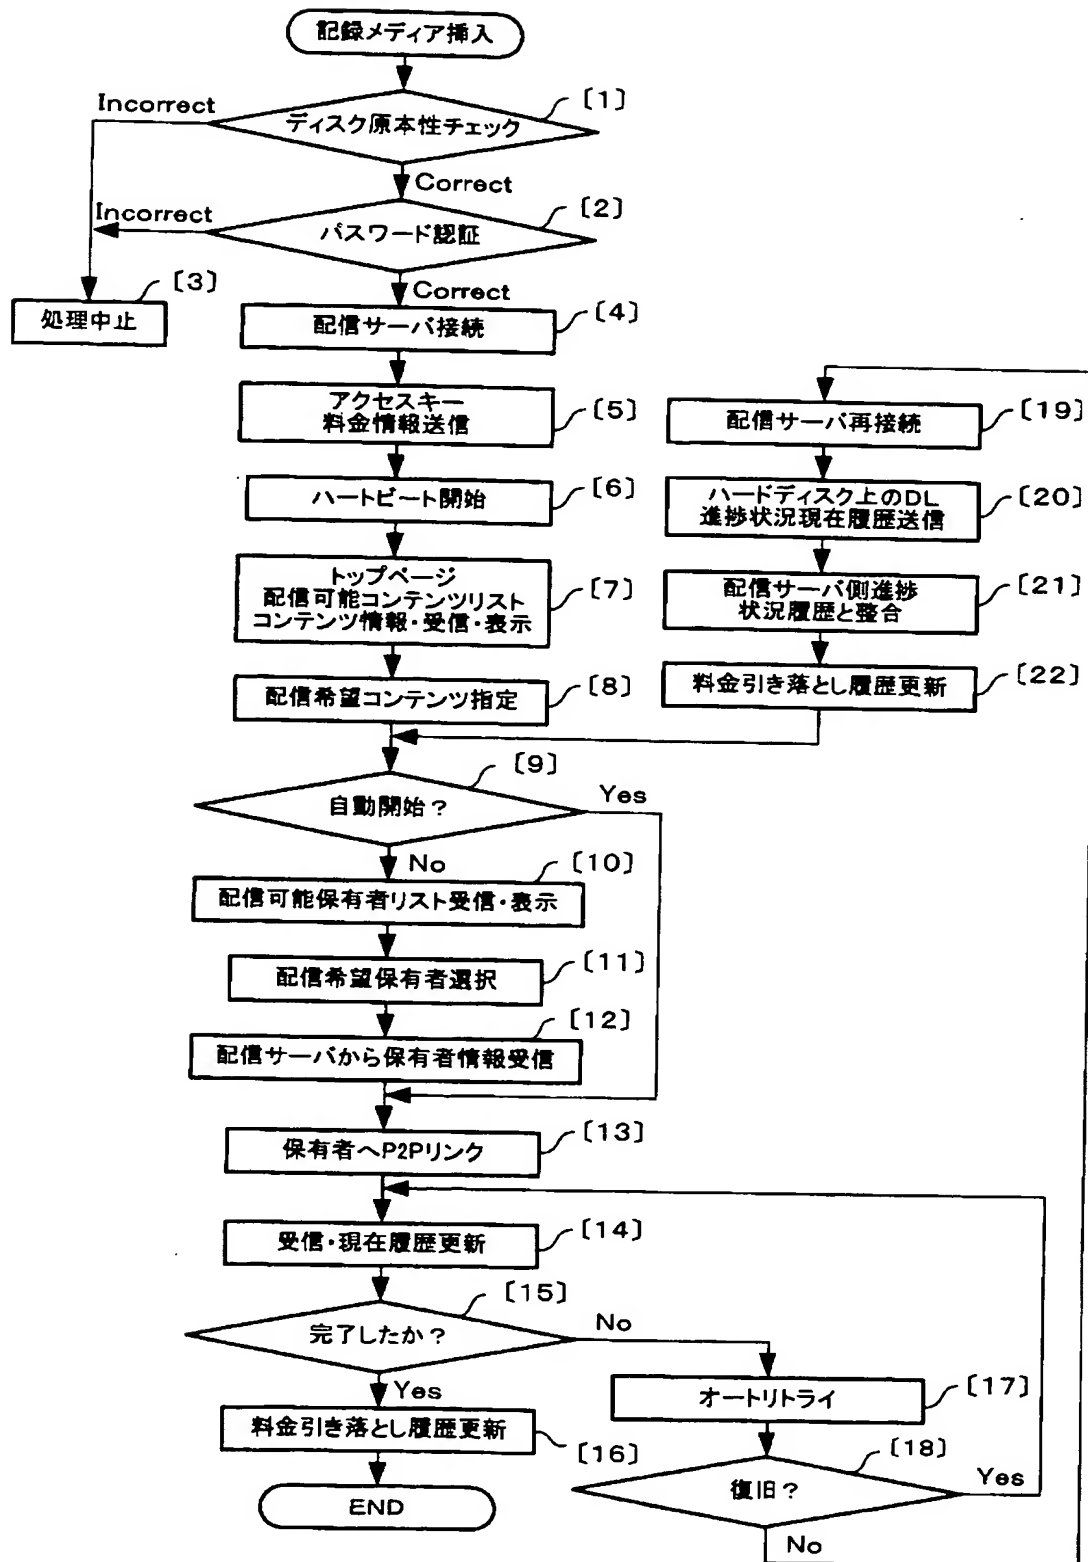 記録メディア挿入
[1]
Incorrect
ディスク原本性チェック
Correct
[2]
Incorrect
パスワード認証
[3]
Correct
処理中止
[4]
配信サーバ接続
アクセスキー
料金情報送信
[5]
ハートビート開始
[6]
トップページ
配信可能コンテンツリスト
コンテンツ情報・受信・表示
[7]
配信希望コンテンツ指定
[8]
配信サーバ再接続
[19]
ハードディスク上のDL
進捗状況現在履歴送信
[20]
配信サーバ側進捗
状況履歴と整合
[21]
料金引き落とし履歴更新
[22]
[9]
自動開始?
Yes
No
[10]
配信可能保有者リスト受信・表示
[11]
配信希望保有者選択
[12]
配信サーバから保有者情報受信
保有者へP2Pリンク
[13]
受信・現在履歴更新
[14]
[15]
完了したか?
No
Yes
料金引き落とし履歴更新
[16]
END
オートリトライ
[17]
[18]
復旧?
Yes
No